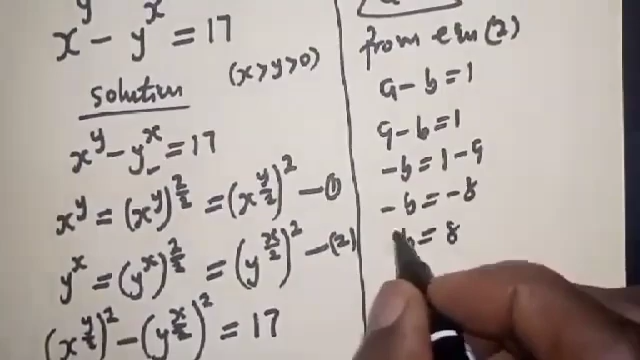 x^y - y^x = 17
(x > y > 0)
solution
x^y - y^x = 17
x^y = (x^y)^{2/2} = (x^{y/2})^2 — (1)
y^x = (y^x)^{2/2} = (y^{x/2})^2 — (2)
(x^{y/2})^2 - (y^{x/2})^2 = 17
from eqn (2)
a - b = 1
9 - b = 1
-b = 1 - 9
-b = -8
b = 8